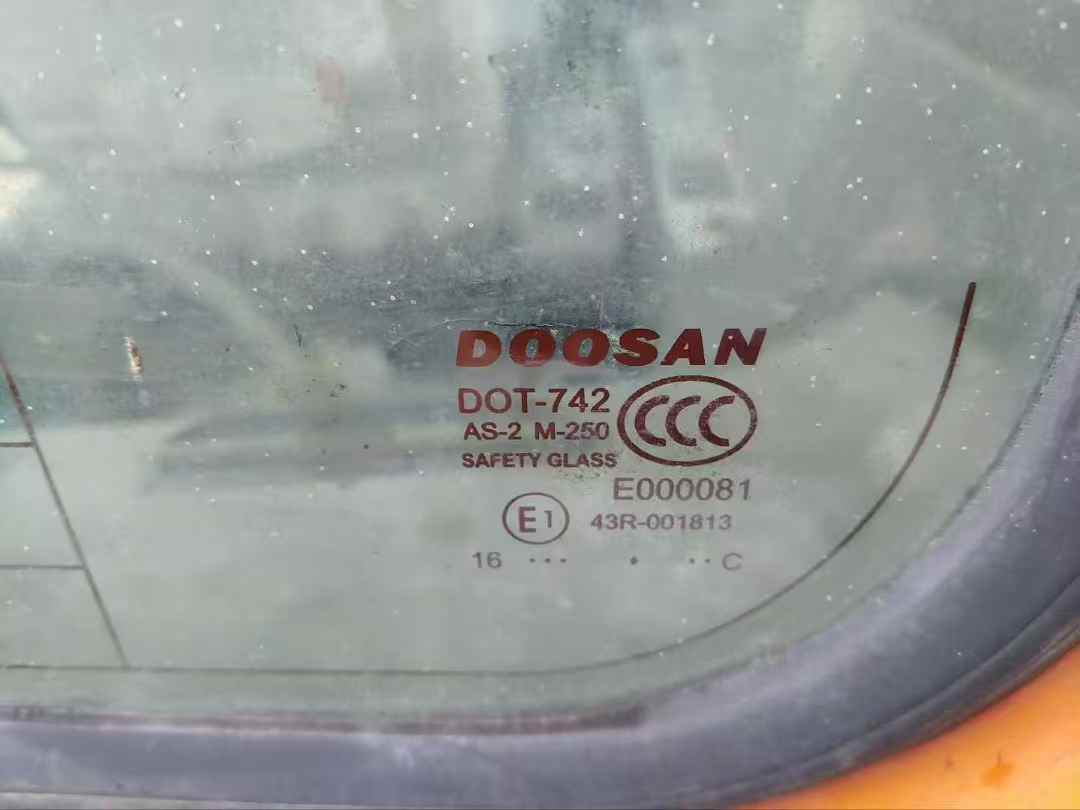 DOOSAN
DOT-742
AS-2 M-250
CCC
SAFETY GLASS
E000081
E1 43R-001813
16 ... . ..C